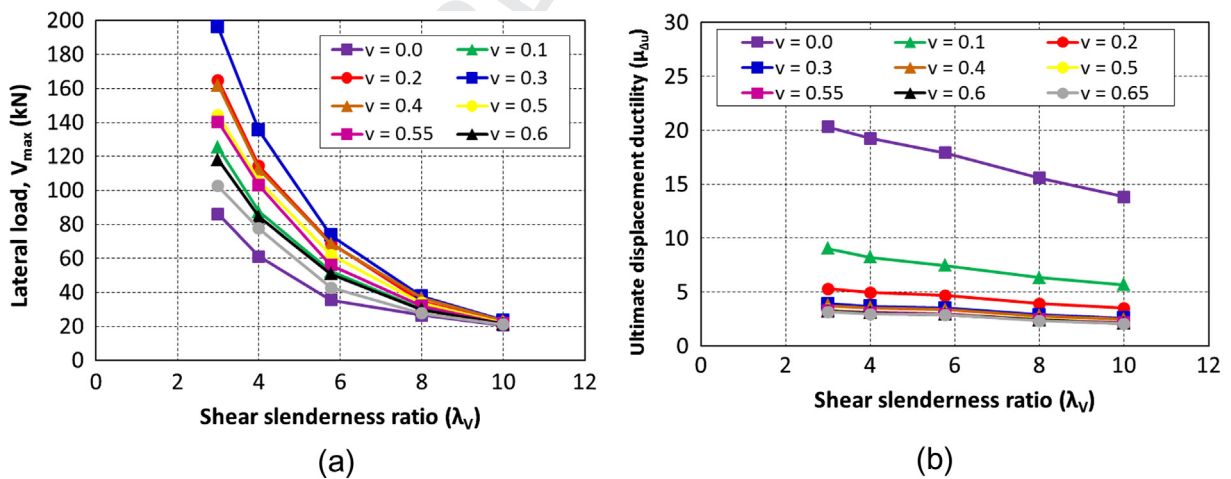 Lateral load, Vmax (kN)
200
180
160
140
120
100
80
60
40
20
0
v = 0.0 v = 0.1
v = 0.2 v = 0.3
v = 0.4 v = 0.5
v = 0.55 v = 0.6
0 2 4 6 8 10 12
Shear slenderness ratio (λV)
(a)
Ultimate displacement ductility (μΔu)
30
25
20
15
10
5
0
v = 0.0 v = 0.1 v = 0.2
v = 0.3 v = 0.4 v = 0.5
v = 0.55 v = 0.6 v = 0.65
0 2 4 6 8 10 12
Shear slenderness ratio (λV)
(b)